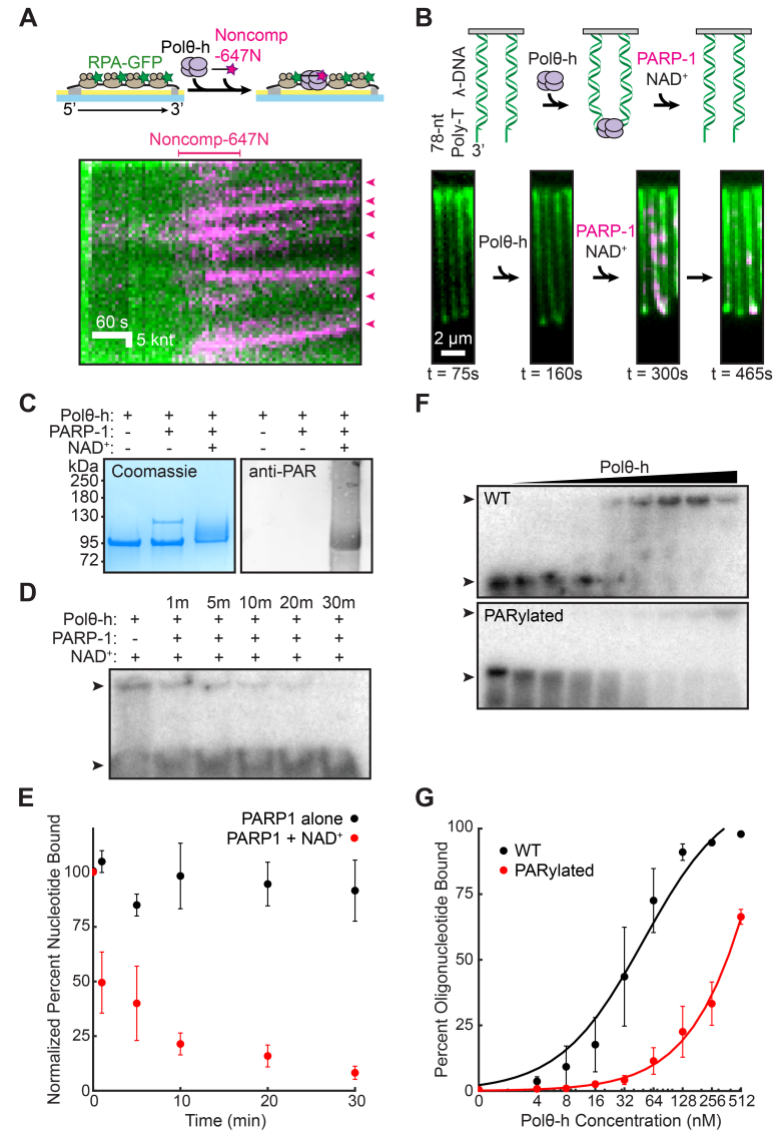 A
RPA-GFP
Polθ-h
Noncomp
-647N
5'
3'
Noncomp-647N
60 s
5 knt
B
78-nt
Poly-T
λ-DNA
3'
Polθ-h
PARP-1
NAD⁺
Polθ-h
PARP-1
NAD⁺
2 µm
t = 75s
t = 160s
t = 300s
t = 465s
C
Polθ-h: + + + + + +
PARP-1: - + + - + +
NAD⁺: - - + - - +
kDa
250
180
130
95
72
Coomassie
anti-PAR
D
1m 5m 10m 20m 30m
Polθ-h: + + + + + +
PARP-1: - + + + + +
NAD⁺: + + + + + +
E
Normalized Percent Nucleotide Bound
100
75
50
25
0
PARP1 alone
PARP1 + NAD⁺
0 10 20 30
Time (min)
F
Polθ-h
WT
PARylated
G
Percent Oligonucleotide Bound
100
75
50
25
0
WT
PARylated
0 4 8 16 32 64 128 256 512
Polθ-h Concentration (nM)